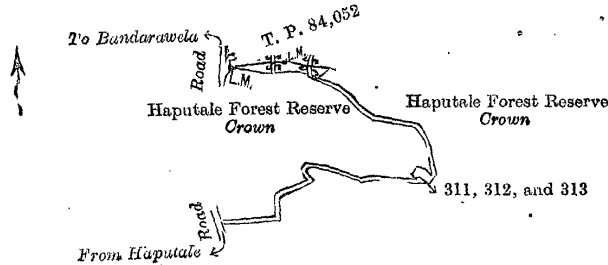 To Bandarawela
T. P. 84,052
L.M.
Road
L.M.
Haputale Forest Reserve
Crown
Haputale Forest Reserve
Crown
311, 312, and 313
Road
From Haputale